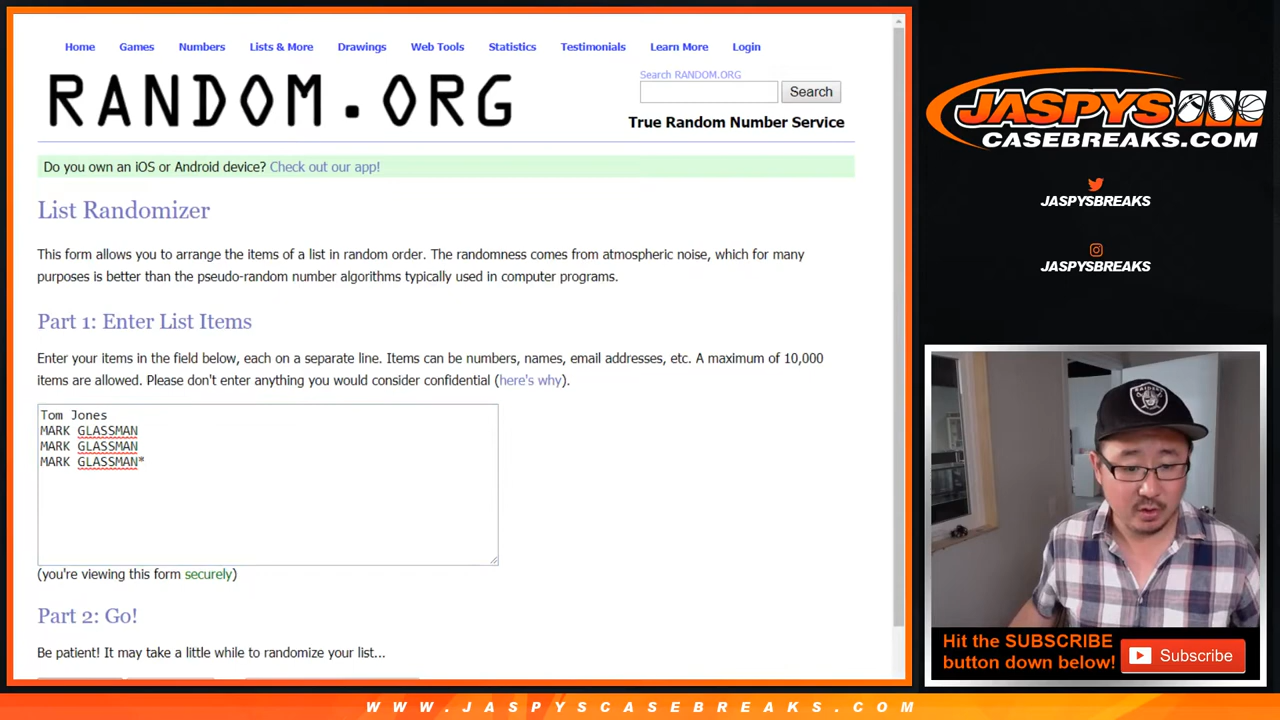 Home Games Numbers Lists & More Drawings Web Tools Statistics Testimonials Learn More Login
RANDOM.ORG
Search RANDOM.ORG
Search
True Random Number Service
Do you own an iOS or Android device? Check out our app!
List Randomizer
This form allows you to arrange the items of a list in random order. The randomness comes from atmospheric noise, which for many
purposes is better than the pseudo-random number algorithms typically used in computer programs.
Part 1: Enter List Items
Enter your items in the field below, each on a separate line. Items can be numbers, names, email addresses, etc. A maximum of 10,000
items are allowed. Please don't enter anything you would consider confidential (here's why).
Tom Jones
MARK GLASSMAN
MARK GLASSMAN
MARK GLASSMAN*
(you're viewing this form securely)
Part 2: Go!
Be patient! It may take a little while to randomize your list...
JASPYS
CASEBREAKS.COM
JASPYSBREAKS
JASPYSBREAKS
RAIDERS
Hit the SUBSCRIBE
button down below!
Subscribe
WWW.JASPYSCASEBREAKS.COM